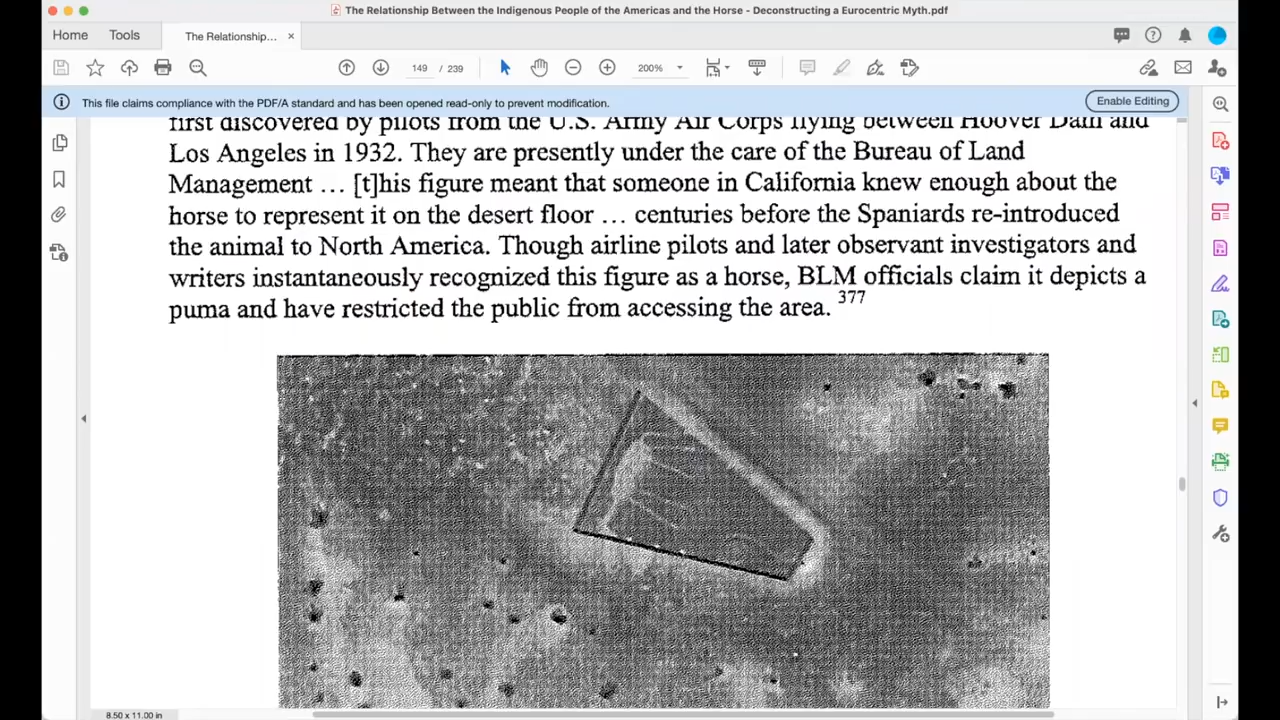 The Relationship Between the Indigenous People of the Americas and the Horse - Deconstructing a Eurocentric Myth.pdf
Home Tools The Relationship... ×
149 / 239 200%
This file claims compliance with the PDF/A standard and has been opened read-only to prevent modification. Enable Editing
first discovered by pilots from the U.S. Army Air Corps flying between Hoover Dam and
Los Angeles in 1932. They are presently under the care of the Bureau of Land
Management … [t]his figure meant that someone in California knew enough about the
horse to represent it on the desert floor … centuries before the Spaniards re-introduced
the animal to North America. Though airline pilots and later observant investigators and
writers instantaneously recognized this figure as a horse, BLM officials claim it depicts a
puma and have restricted the public from accessing the area. 377
8.50 x 11.00 in